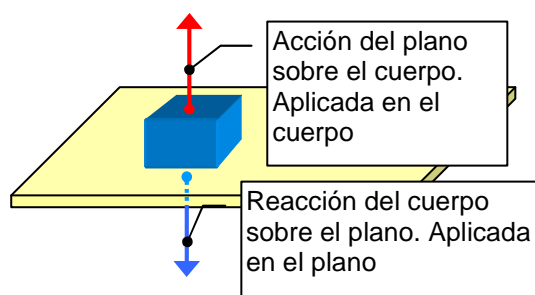 Acción del plano
sobre el cuerpo.
Aplicada en el
cuerpo
Reacción del cuerpo
sobre el plano. Aplicada
en el plano